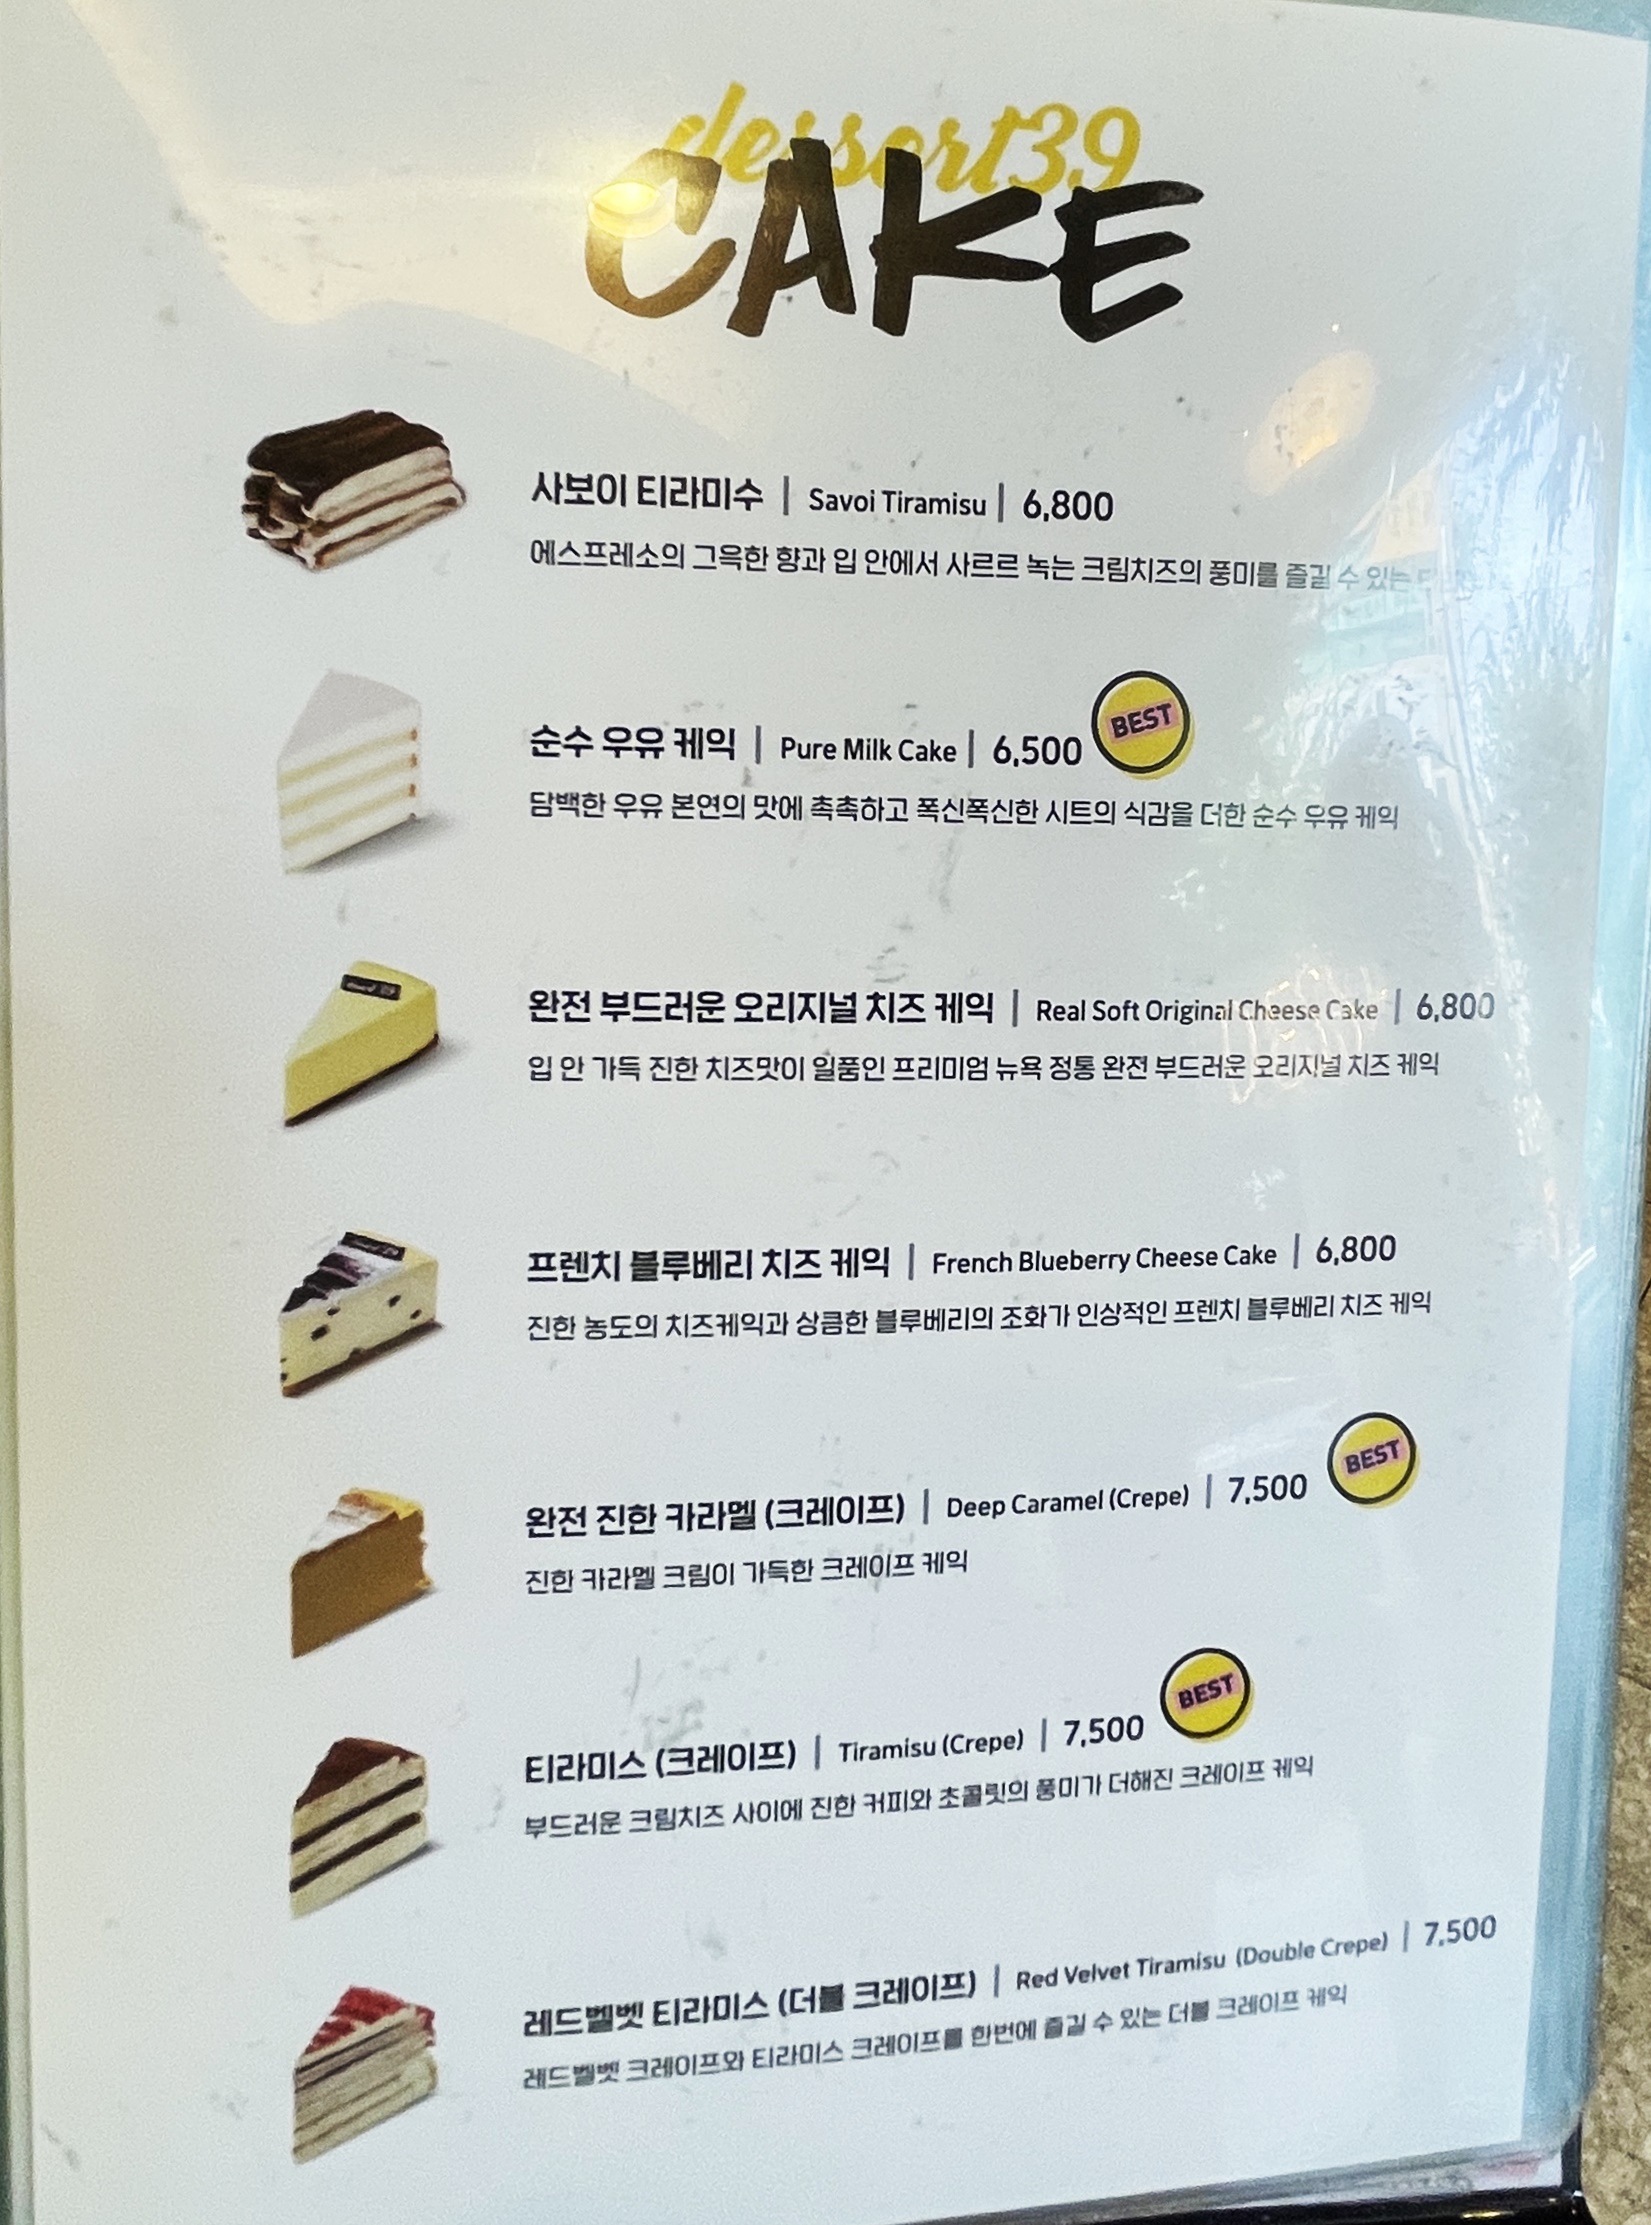 dessert39
CAKE
사보이 티라미수 | Savoi Tiramisu | 6,800
에스프레소의 그윽한 향과 입 안에서 사르르 녹는 크림치즈의 풍미를 즐길 수 있는
순수 우유 케익 | Pure Milk Cake | 6,500 BEST
담백한 우유 본연의 맛에 촉촉하고 폭신폭신한 시트의 식감을 더한 순수 우유 케익
완전 부드러운 오리지널 치즈 케익 | Real Soft Original Cheese Cake | 6,800
입 안 가득 진한 치즈맛이 일품인 프리미엄 뉴욕 정통 완전 부드러운 오리지널 치즈 케익
프렌치 블루베리 치즈 케익 | French Blueberry Cheese Cake | 6,800
진한 농도의 치즈케익과 상큼한 블루베리의 조화가 인상적인 프렌치 블루베리 치즈 케익
완전 진한 카라멜 (크레이프) | Deep Caramel (Crepe) | 7,500 BEST
진한 카라멜 크림이 가득한 크레이프 케익
티라미스 (크레이프) | Tiramisu (Crepe) | 7,500 BEST
부드러운 크림치즈 사이에 진한 커피와 초콜릿의 풍미가 더해진 크레이프 케익
레드벨벳 티라미스 (더블 크레이프) | Red Velvet Tiramisu (Double Crepe) | 7,500
레드벨벳 크레이프와 티라미스 크레이프를 한번에 즐길 수 있는 더블 크레이프 케익